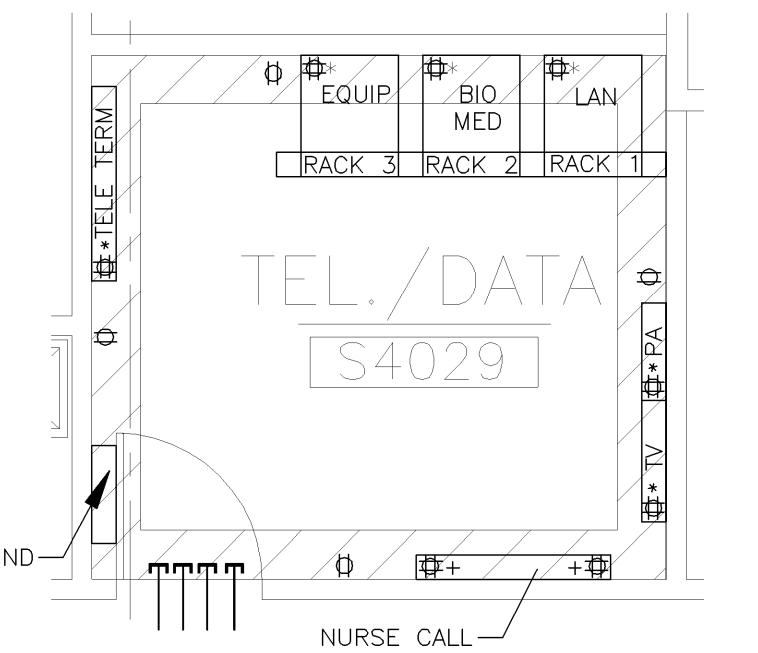 EQUIP
BIO
MED
LAN
RACK 3
RACK 2
RACK 1
*TELE TERM
TEL./DATA
S4029
*PA
* TV
ND
NURSE CALL